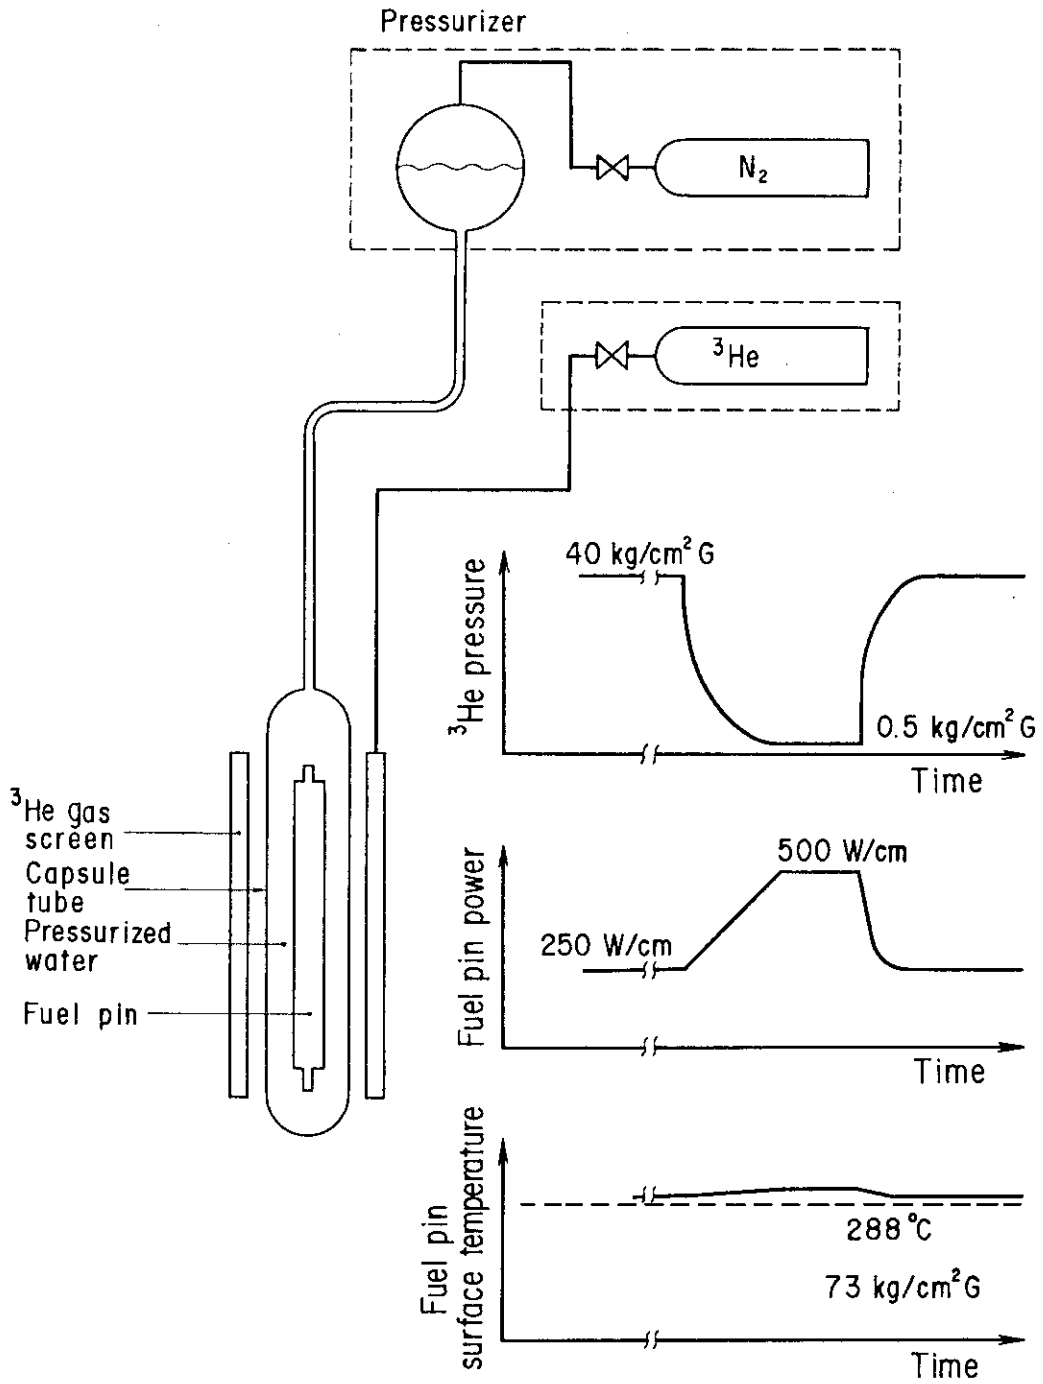 Pressurizer
N₂
³He
40 kg/cm² G
³He pressure
0.5 kg/cm² G
Time
³He gas
screen
Capsule
tube
Pressurized
water
Fuel pin
500 W/cm
250 W/cm
Fuel pin power
Time
Fuel pin
surface temperature
288 °C
73 kg/cm² G
Time